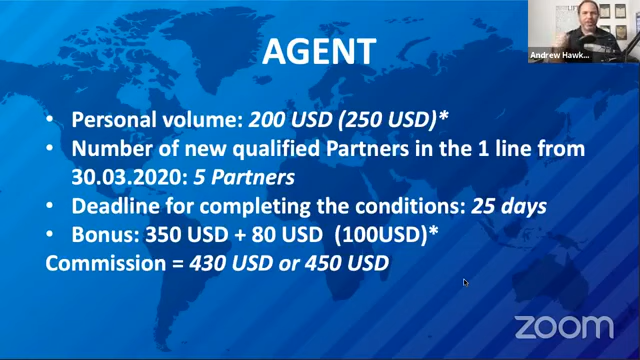 AGENT
• Personal volume: 200 USD (250 USD)*
• Number of new qualified Partners in the 1 line from
30.03.2020: 5 Partners
• Deadline for completing the conditions: 25 days
• Bonus: 350 USD + 80 USD (100USD)*
Commission = 430 USD or 450 USD
Andrew Hawk...
zoom